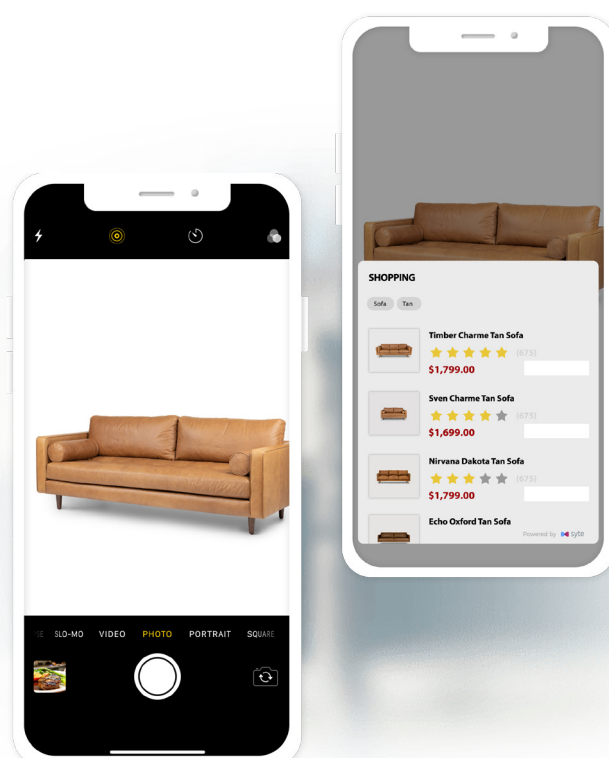 SLO-MO VIDEO PHOTO PORTRAIT SQUARE
SHOPPING
Sofa Tan
Timber Charme Tan Sofa
(673)
$1,799.00
Sven Charme Tan Sofa
(673)
$1,699.00
Nirvana Dakota Tan Sofa
(673)
$1,799.00
Echo Oxford Tan Sofa
Powered by syte